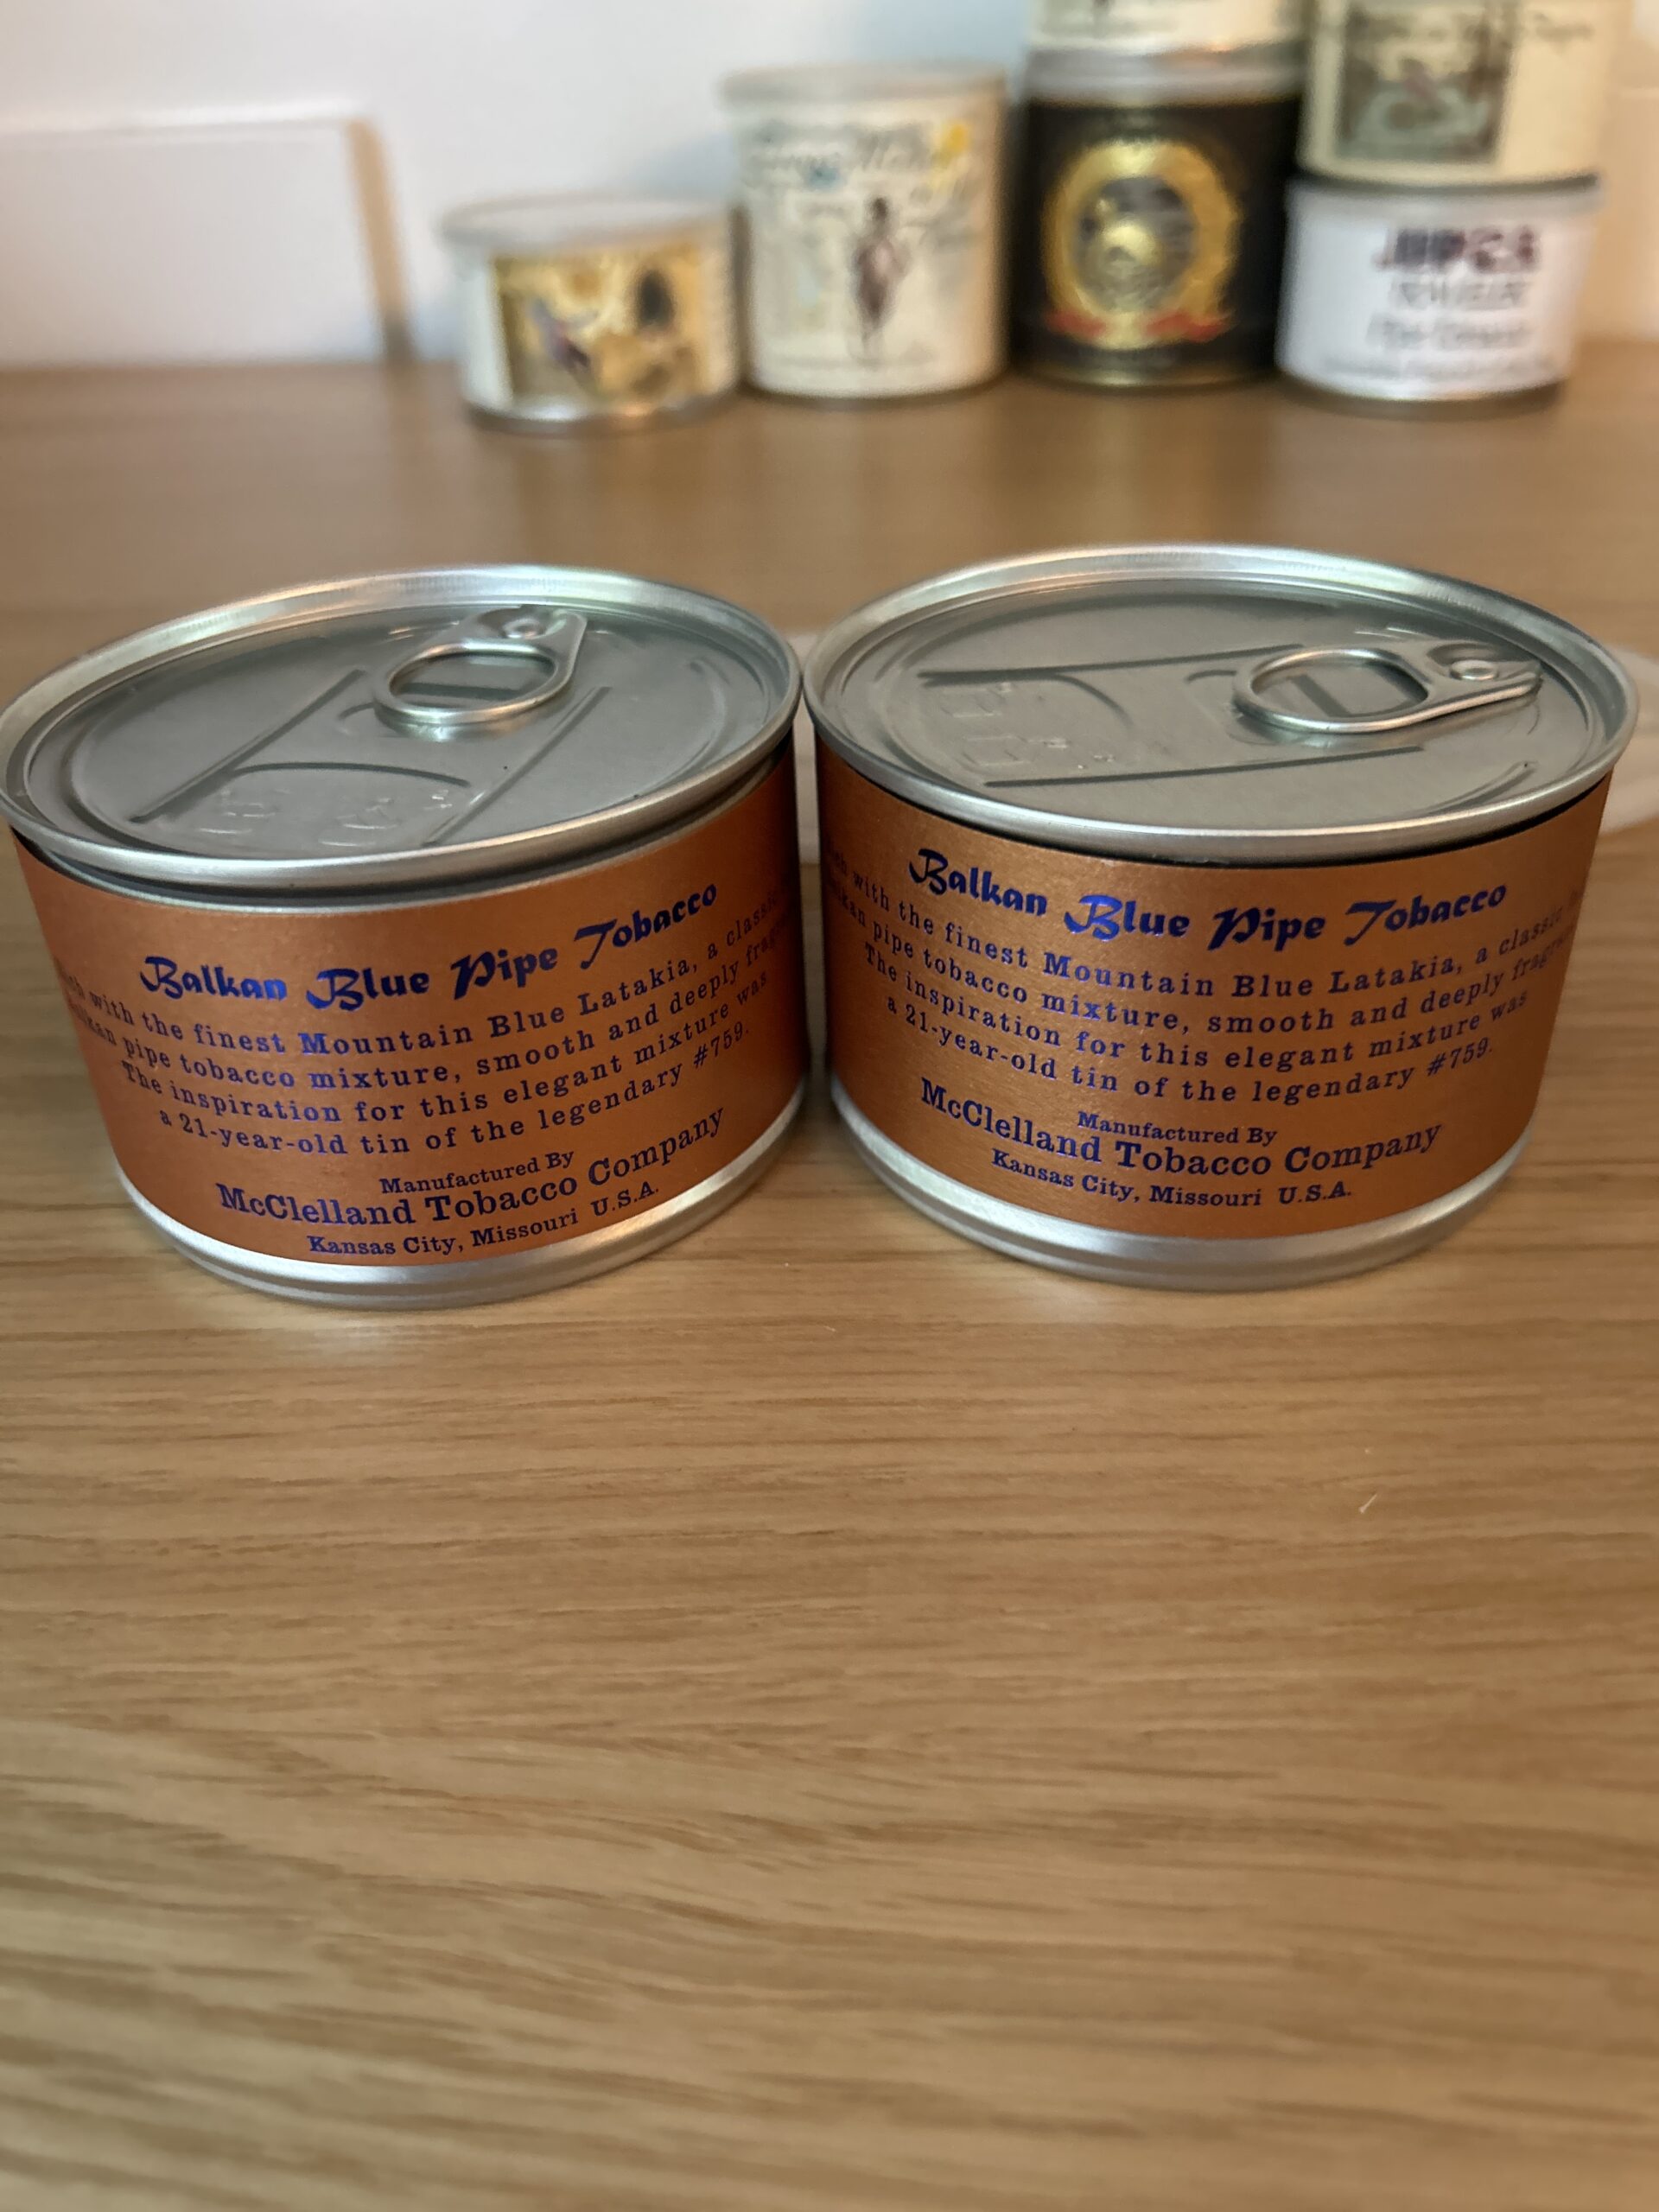 Balkan Blue Pipe Tobacco
with the finest Mountain Blue Latakia, a classic
pipe tobacco mixture, smooth and deeply
The inspiration for this elegant mixture was
a 21-year-old tin of the legendary #759.
Manufactured By
McClelland Tobacco Company
Kansas City, Missouri U.S.A.
Balkan Blue Pipe Tobacco
with the finest Mountain Blue Latakia, a classic
pipe tobacco mixture, smooth and deeply
The inspiration for this elegant mixture was
a 21-year-old tin of the legendary #759.
Manufactured By
McClelland Tobacco Company
Kansas City, Missouri U.S.A.